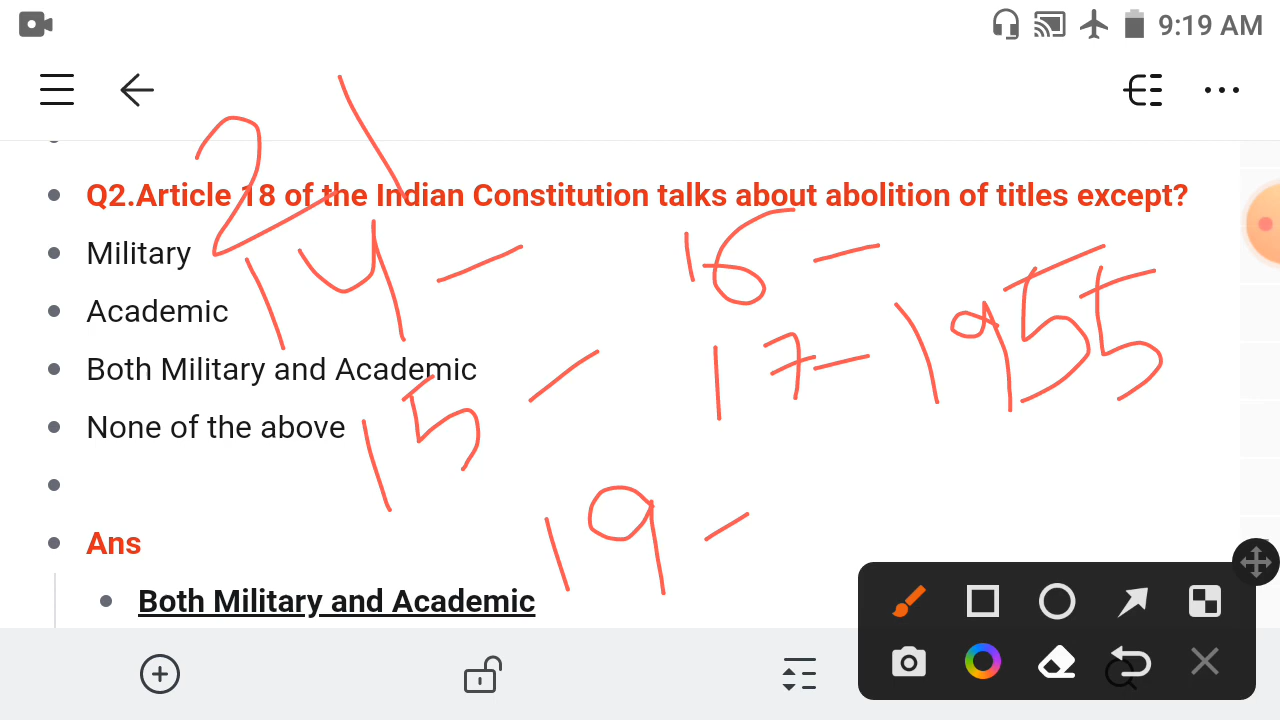 9:19 AM
Q2.Article 18 of the Indian Constitution talks about abolition of titles except?
Military
Academic
Both Military and Academic
None of the above
Ans
Both Military and Academic
21
14 - 16 -
15 - 17 - 1955
19 -